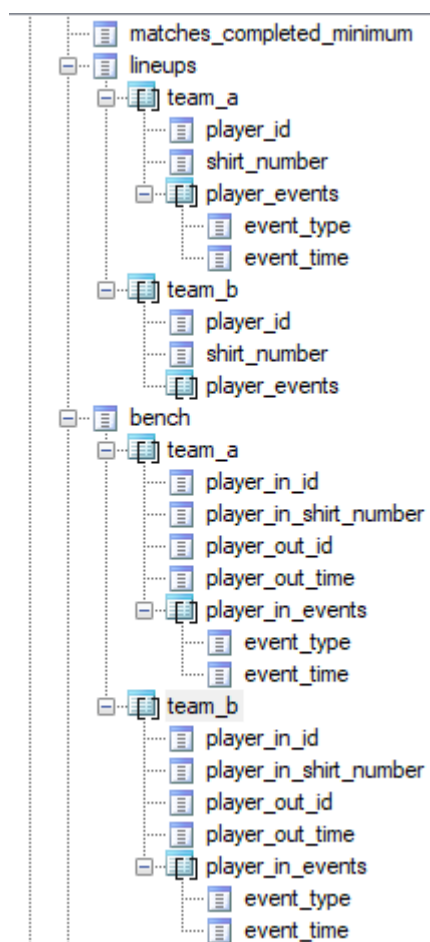 matches_completed_minimum
lineups
team_a
player_id
shirt_number
player_events
event_type
event_time
team_b
player_id
shirt_number
player_events
bench
team_a
player_in_id
player_in_shirt_number
player_out_id
player_out_time
player_in_events
event_type
event_time
team_b
player_in_id
player_in_shirt_number
player_out_id
player_out_time
player_in_events
event_type
event_time